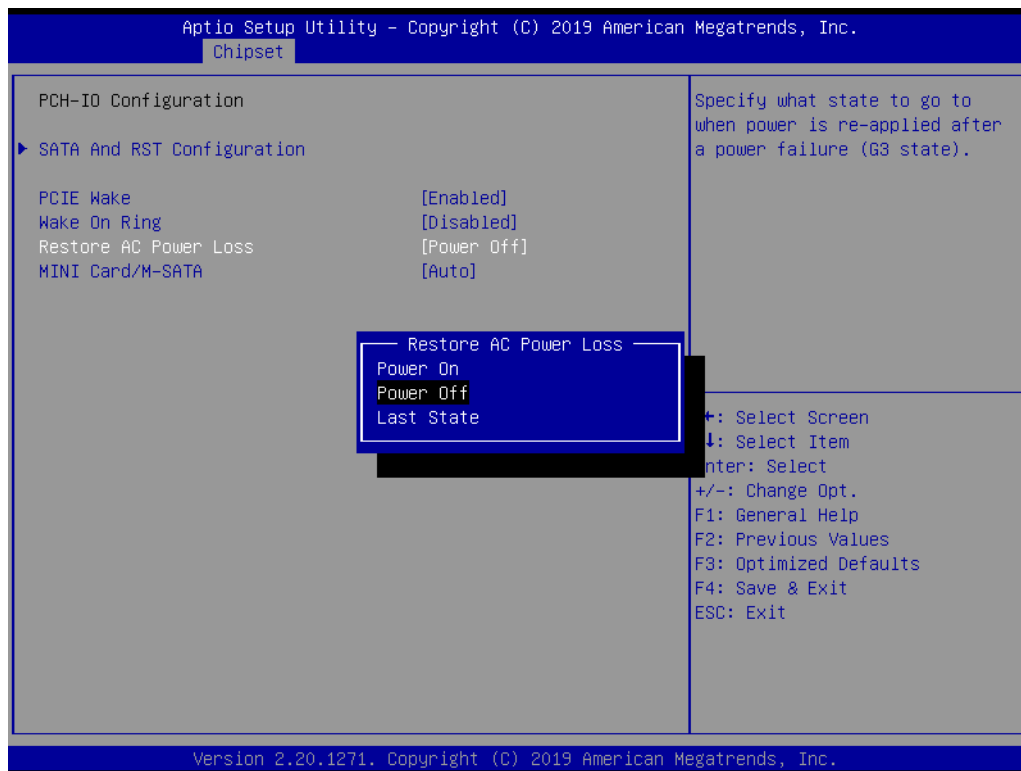 Aptio Setup Utility – Copyright (C) 2019 American Megatrends, Inc.
Chipset
PCH-IO Configuration
SATA And RST Configuration
PCIE Wake [Enabled]
Wake On Ring [Disabled]
Restore AC Power Loss [Power Off]
MINI Card/M-SATA [Auto]
Restore AC Power Loss
Power On
Power Off
Last State
Specify what state to go to
when power is re-applied after
a power failure (G3 state).
: Select Screen
: Select Item
nter: Select
+/-: Change Opt.
F1: General Help
F2: Previous Values
F3: Optimized Defaults
F4: Save & Exit
ESC: Exit
Version 2.20.1271. Copyright (C) 2019 American Megatrends, Inc.